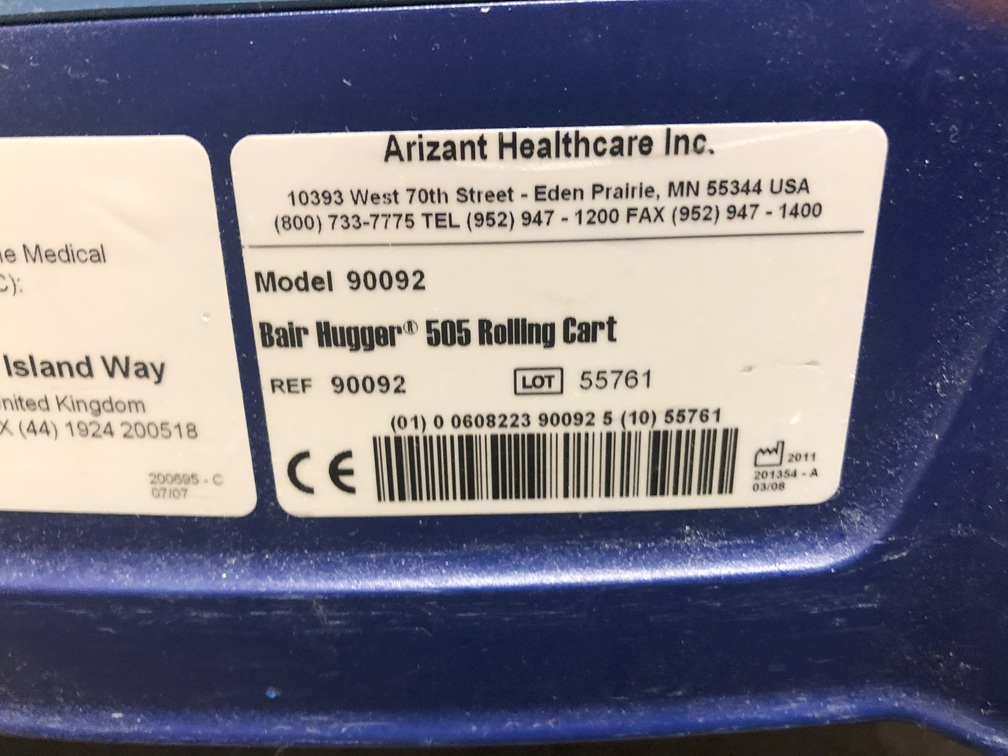 ie Medical
C):
Island Way
nited Kingdom
X (44) 1924 200518
200695 - C
07/07
Arizant Healthcare Inc.
10393 West 70th Street - Eden Prairie, MN 55344 USA
(800) 733-7775 TEL (952) 947 - 1200 FAX (952) 947 - 1400
Model 90092
Bair Hugger® 505 Rolling Cart
REF 90092 LOT 55761
(01) 0 0608223 90092 5 (10) 55761
CE
2011
201354 - A
03/08